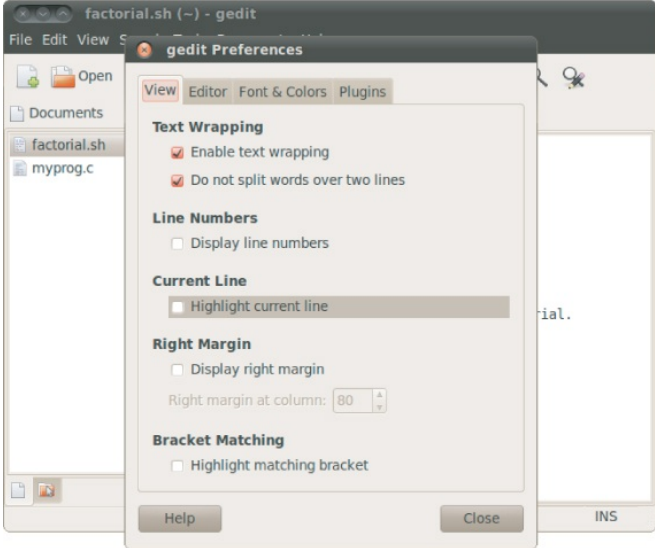 factorial.sh (~) - gedit
File Edit View
gedit Preferences
Open
View Editor Font & Colors Plugins
Documents
factorial.sh
myprog.c
Text Wrapping
Enable text wrapping
Do not split words over two lines
Line Numbers
Display line numbers
Current Line
Highlight current line
rial.
Right Margin
Display right margin
Right margin at column: 80
Bracket Matching
Highlight matching bracket
Help Close
INS